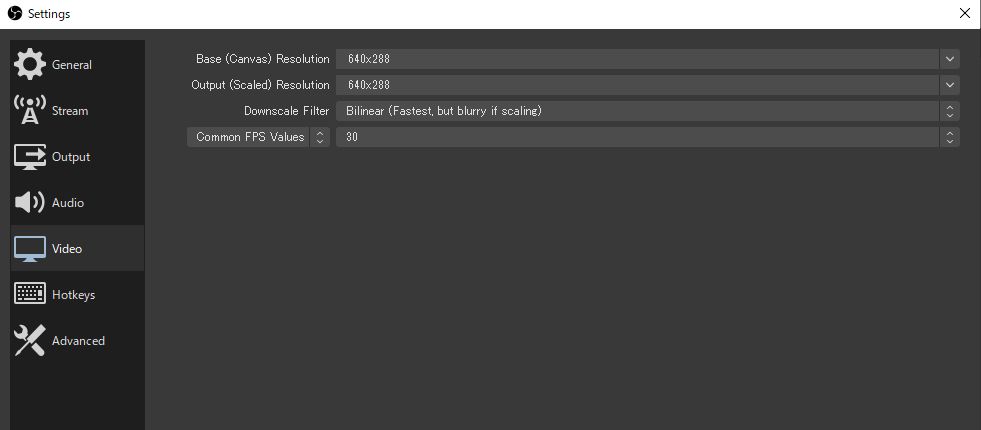 Settings
General
Stream
Output
Audio
Video
Hotkeys
Advanced
Base (Canvas) Resolution 640x288
Output (Scaled) Resolution 640x288
Downscale Filter Bilinear (Fastest, but blurry if scaling)
Common FPS Values 30